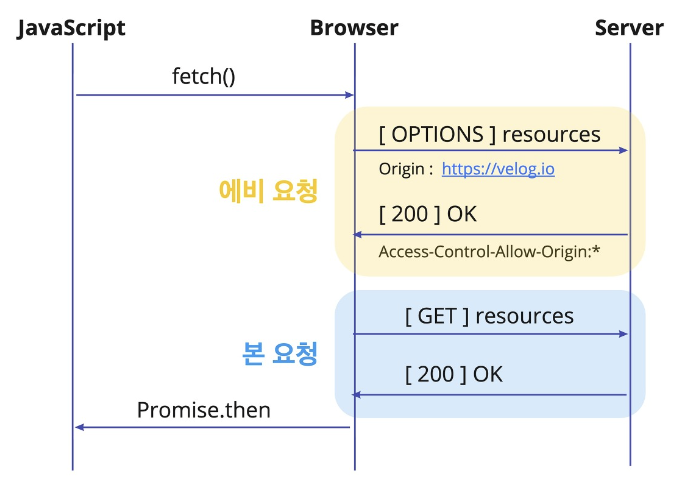 JavaScript Browser Server
fetch()
[ OPTIONS ] resources
Origin : https://velog.io
에비 요청
[ 200 ] OK
Access-Control-Allow-Origin:*
[ GET ] resources
본 요청
[ 200 ] OK
Promise.then